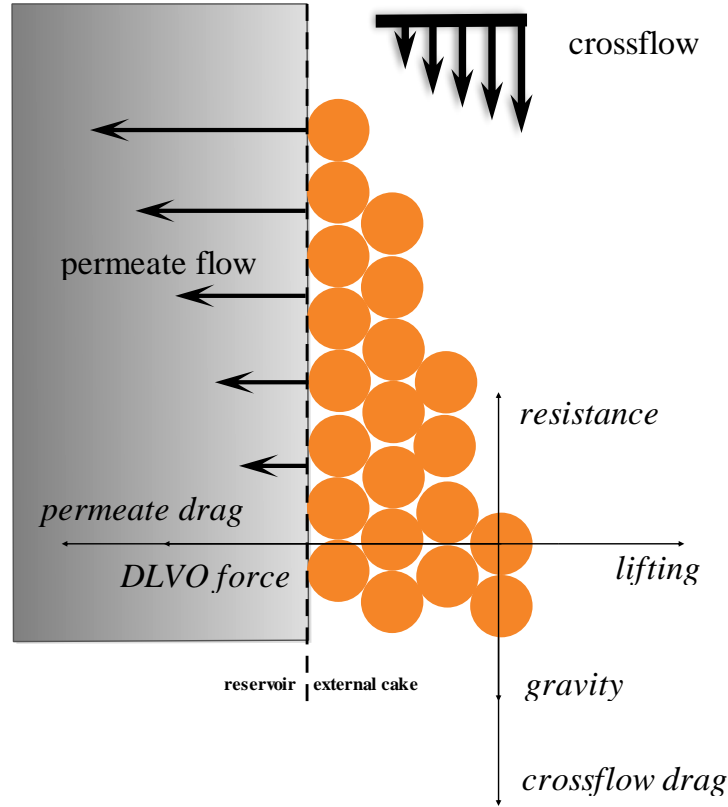 crossflow
permeate flow
resistance
permeate drag
DLVO force
lifting
reservoir
external cake
gravity
crossflow drag